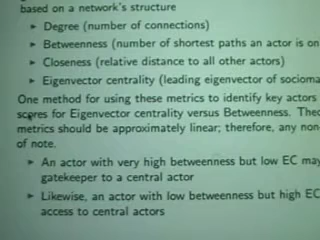 based on a network's structure
► Degree (number of connections)
► Betweenness (number of shortest paths an actor is on
► Closeness (relative distance to all other actors)
► Eigenvector centrality (leading eigenvector of socioma
One method for using these metrics to identify key actors
scores for Eigenvector centrality versus Betweenness. Theo
metrics should be approximately linear; therefore, any non-
of note.
► An actor with very high betweenness but low EC may
gatekeeper to a central actor
► Likewise, an actor with low betweenness but high EC
access to central actors